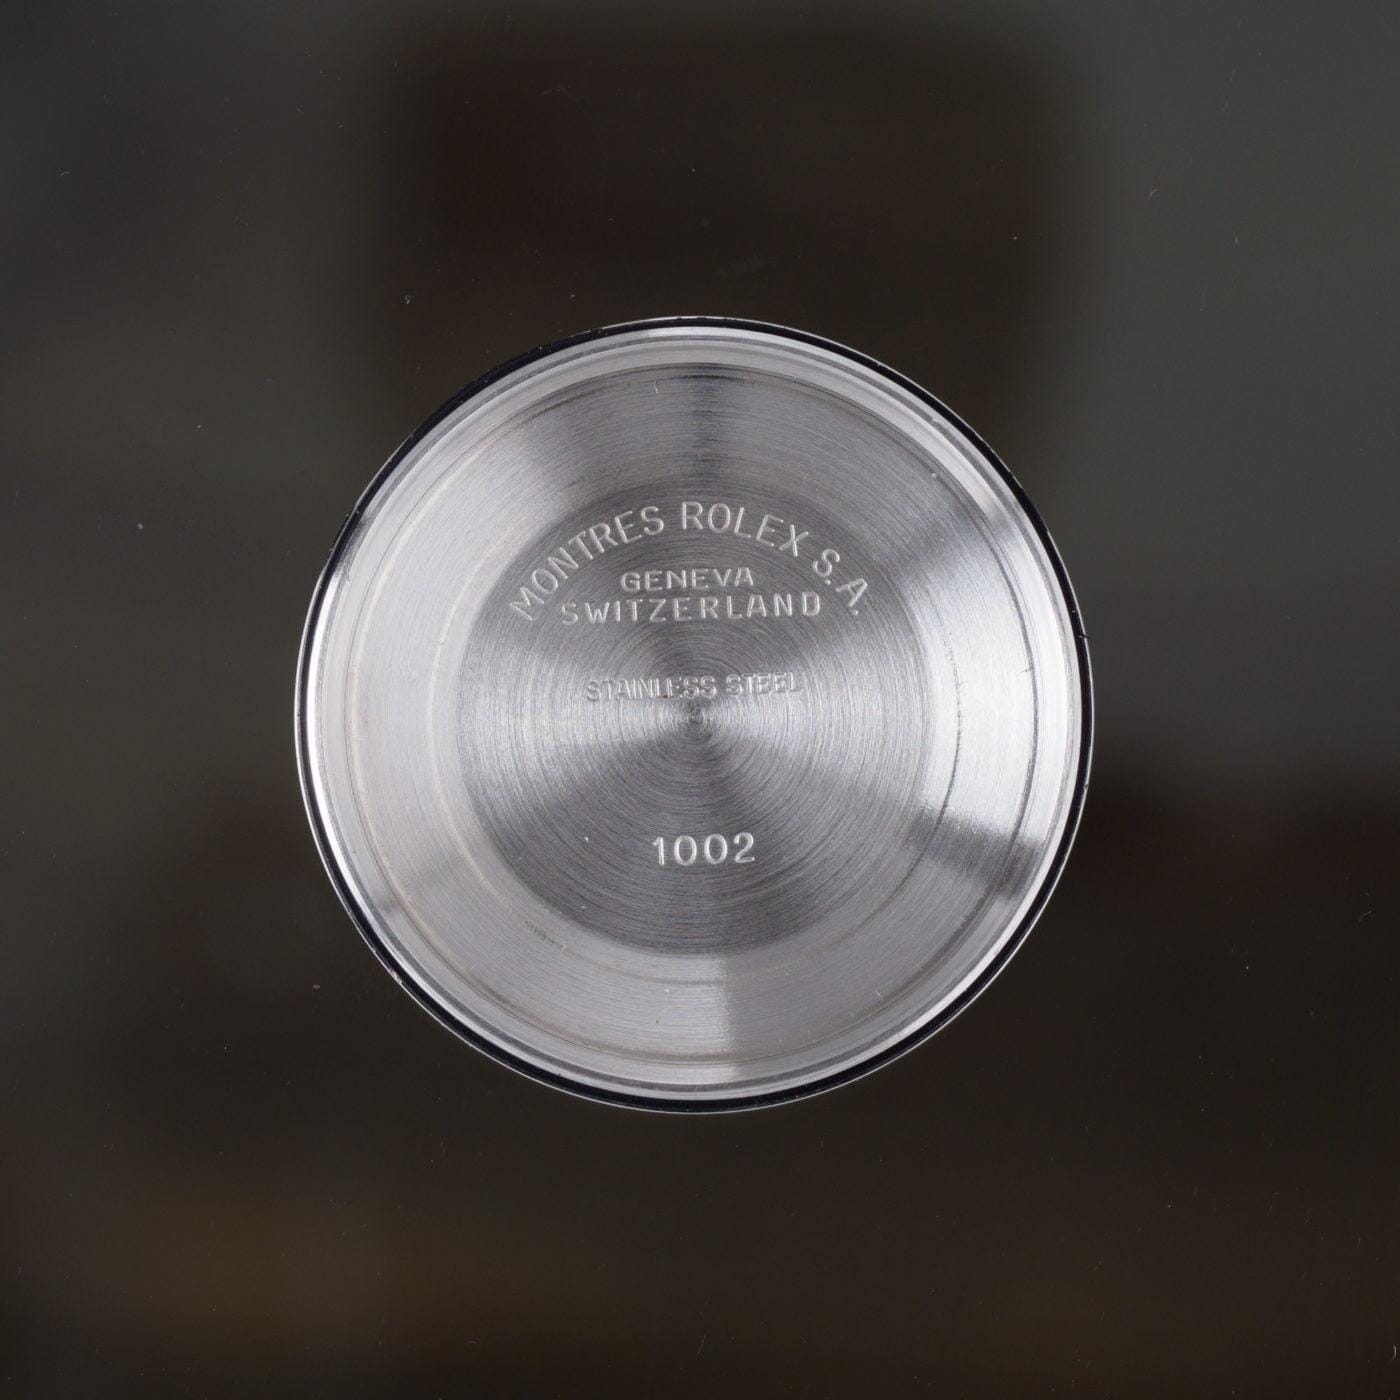 MONTRES ROLEX S.A.
GENEVA
SWITZERLAND
STAINLESS STEEL
1002